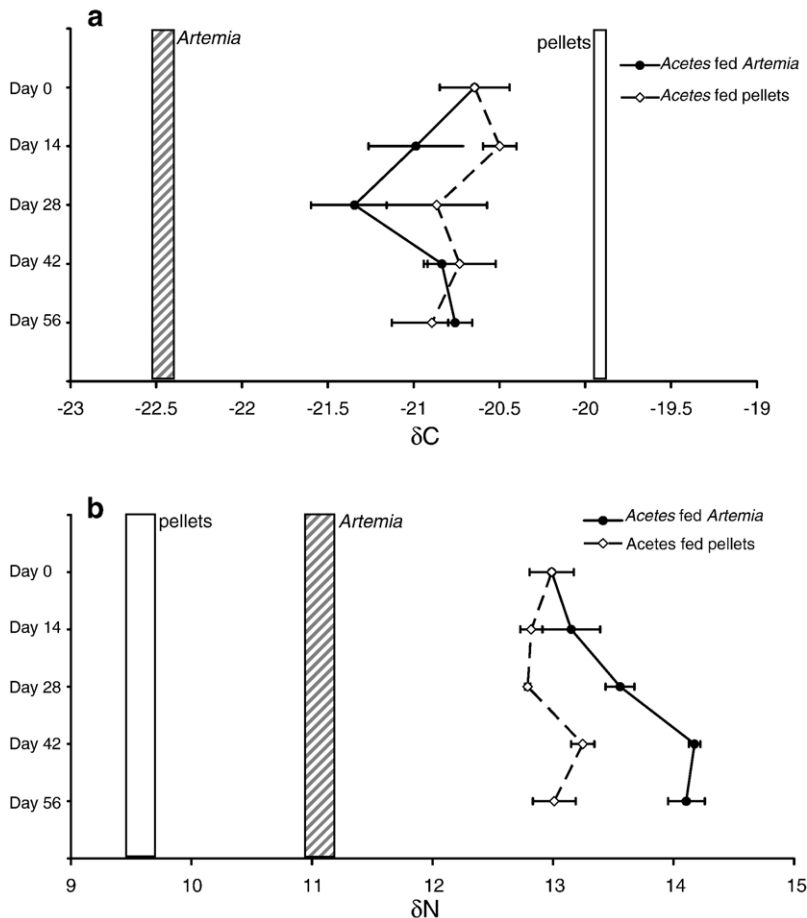 a
Artemia
pellets
Acetes fed Artemia
Acetes fed pellets
Day 0
Day 14
Day 28
Day 42
Day 56
-23 -22.5 -22 -21.5 -21 -20.5 -20 -19.5 -19
δC
b
pellets
Artemia
Acetes fed Artemia
Acetes fed pellets
Day 0
Day 14
Day 28
Day 42
Day 56
9 10 11 12 13 14 15
δN